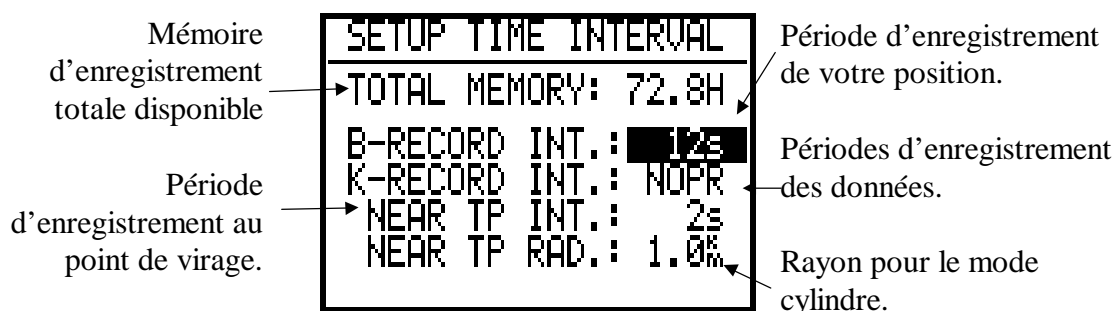 Mémoire
d'enregistrement
totale disponible
Période
d'enregistrement au
point de virage.
SETUP TIME INTERVAL
TOTAL MEMORY: 72.8H
B-RECORD INT.: 12s
K-RECORD INT.: NOPR
NEAR TP INT.: 2s
NEAR TP RAD.: 1.0km
Période d'enregistrement
de votre position.
Périodes d'enregistrement
des données.
Rayon pour le mode
cylindre.